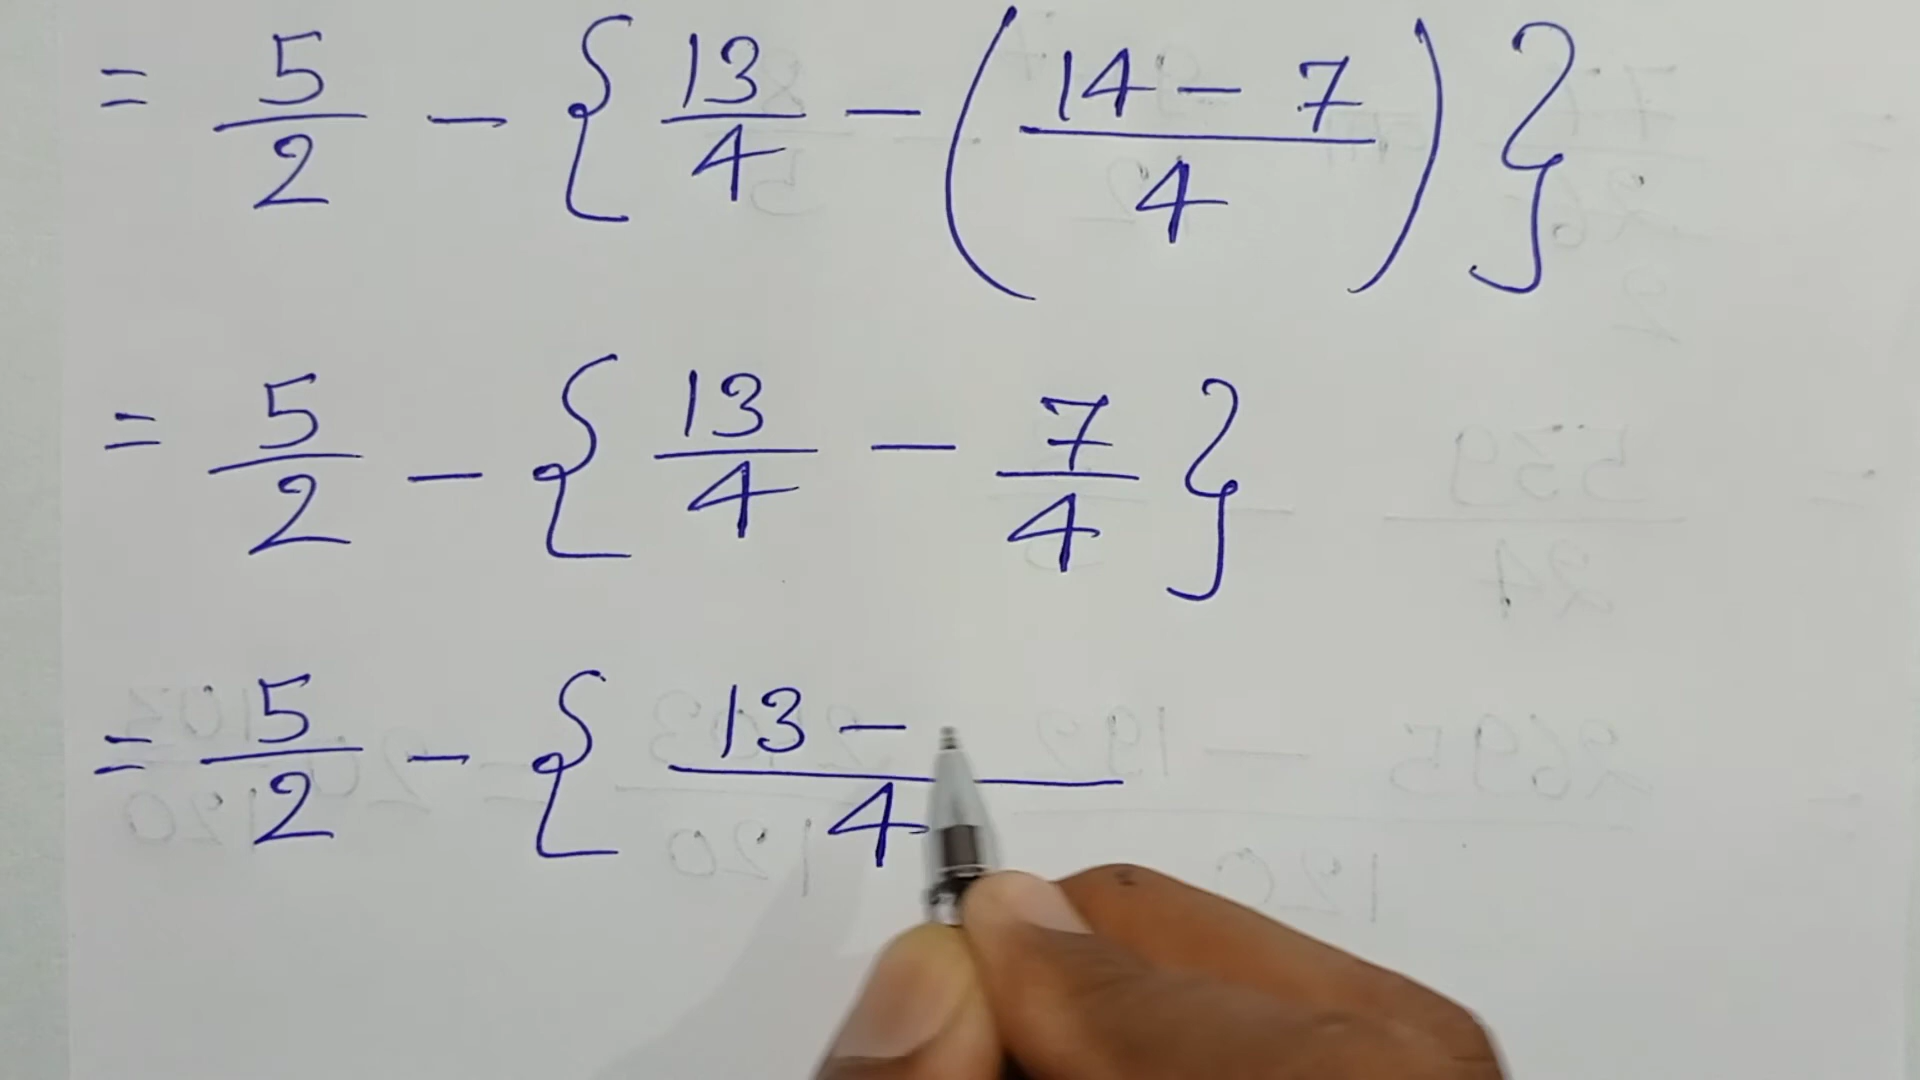 = 5/2 - { 13/4 - ( 14 - 7 / 4 ) }
= 5/2 - { 13/4 - 7/4 }
= 5/2 - { 13 - / 4